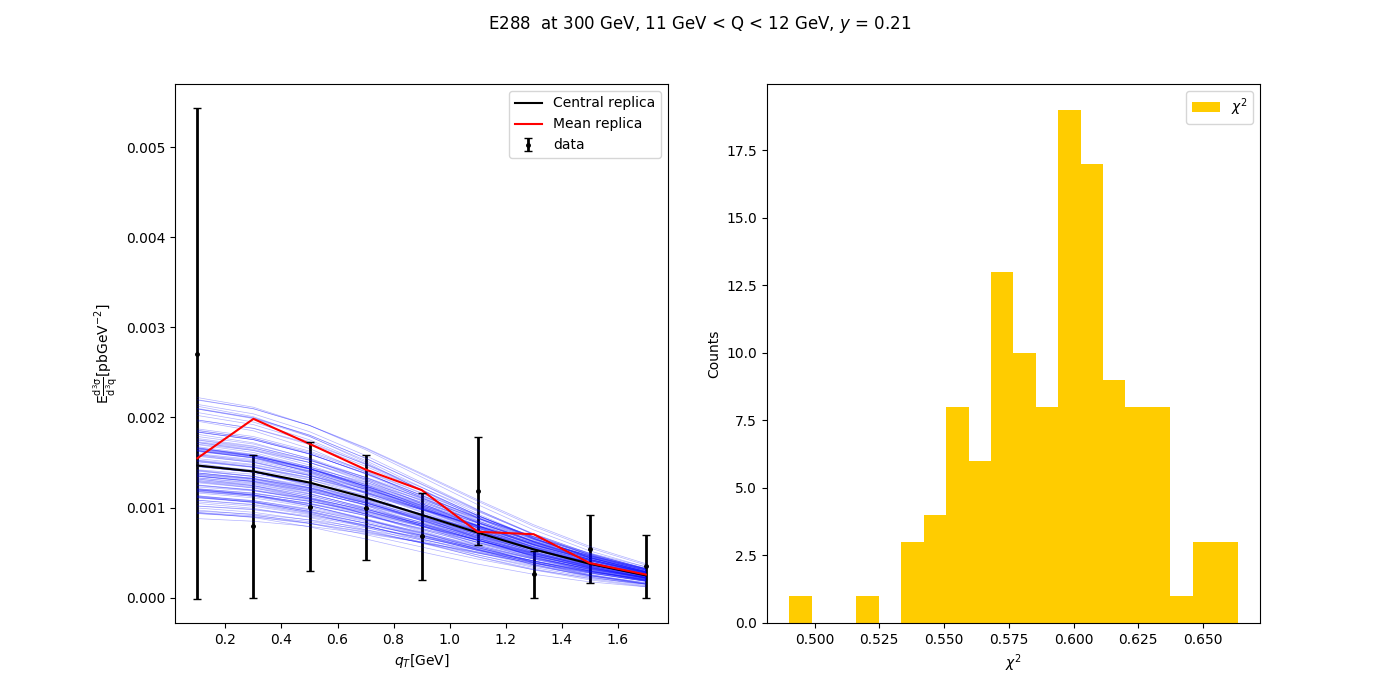 E288  at 300 GeV, 11 GeV < Q < 12 GeV, y = 0.21
Central replica
Mean replica
data
0.005
0.004
0.003
0.002
0.001
0.000
E d³σ/d³q [pbGeV⁻²]
0.2 0.4 0.6 0.8 1.0 1.2 1.4 1.6
q_T[GeV]
χ²
17.5
15.0
12.5
10.0
7.5
5.0
2.5
0.0
Counts
0.500 0.525 0.550 0.575 0.600 0.625 0.650
χ²